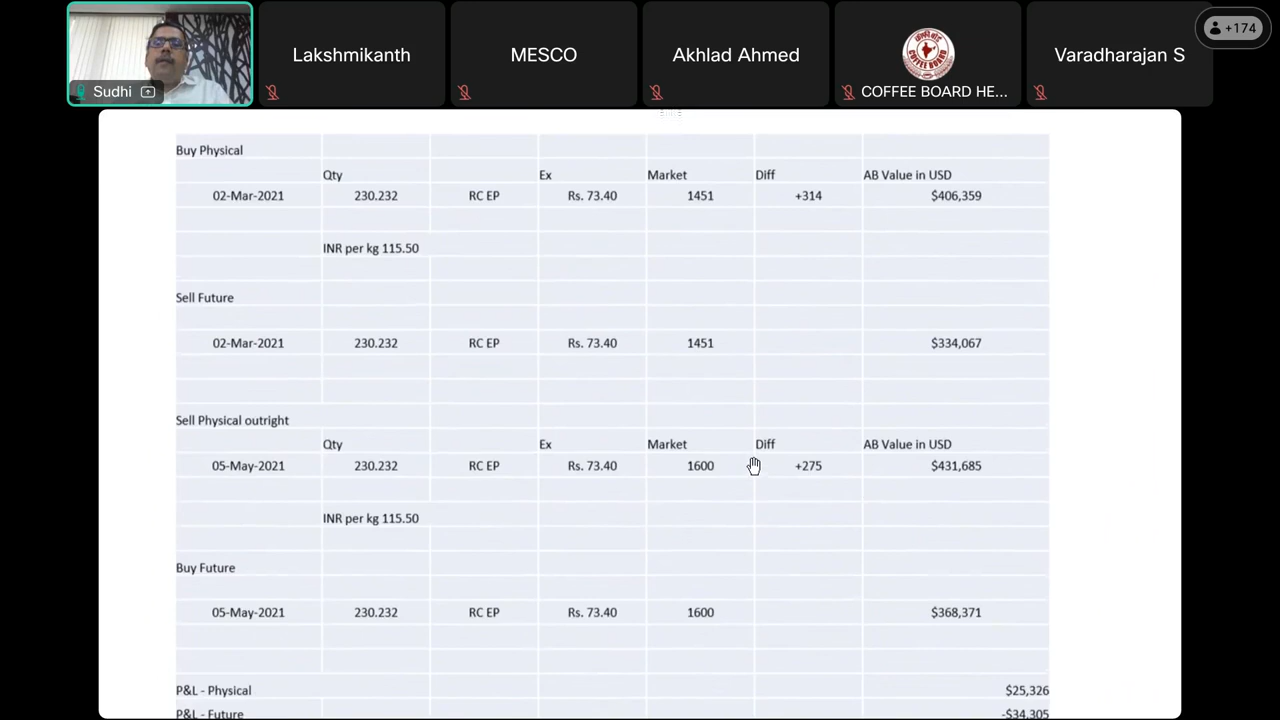 +174
Lakshmikanth
MESCO
Akhlad Ahmed
Varadharajan S
Sudhi
COFFEE BOARD HE...
Buy Physical
Qty Ex Market Diff AB Value in USD
02-Mar-2021 230.232 RC EP Rs. 73.40 1451 +314 $406,359
INR per kg 115.50
Sell Future
02-Mar-2021 230.232 RC EP Rs. 73.40 1451 $334,067
Sell Physical outright
Qty Ex Market Diff AB Value in USD
05-May-2021 230.232 RC EP Rs. 73.40 1600 +275 $431,685
INR per kg 115.50
Buy Future
05-May-2021 230.232 RC EP Rs. 73.40 1600 $368,371
P&L - Physical $25,326
P&L - Future -$34,305